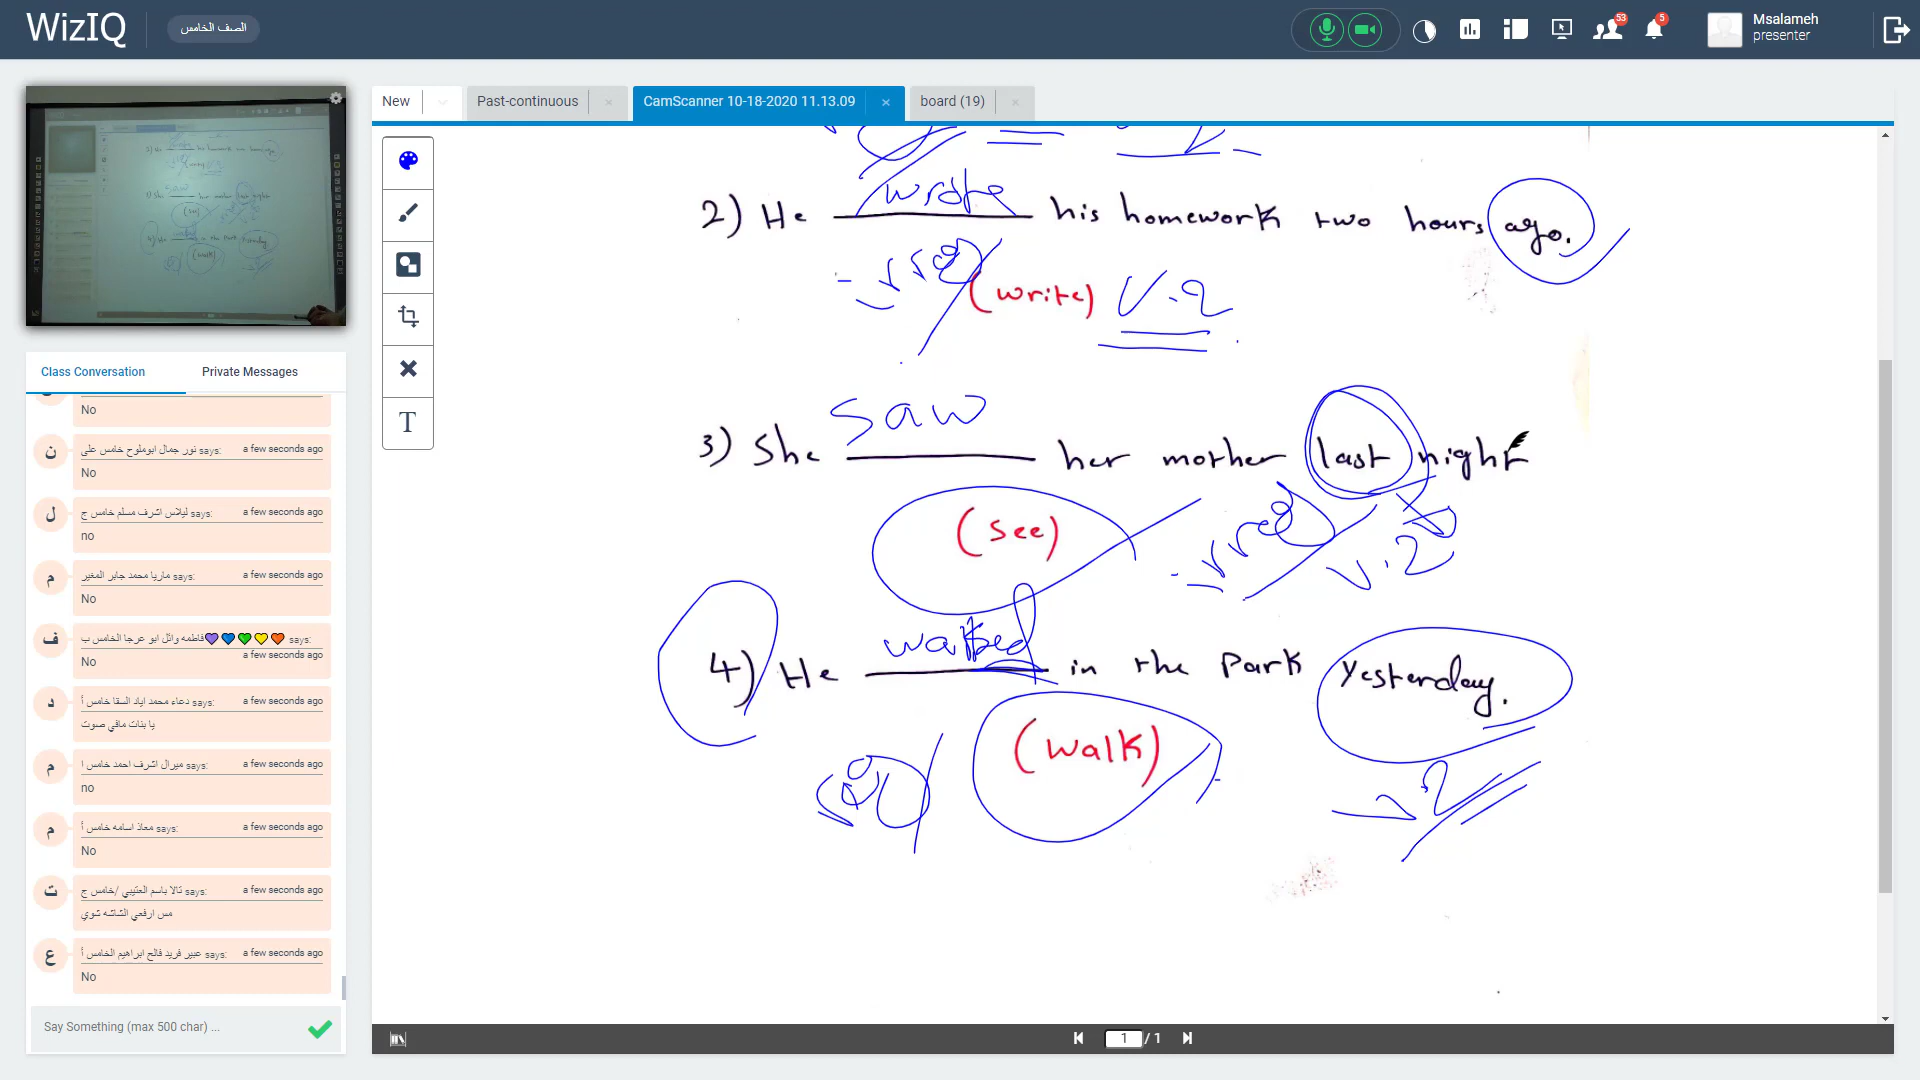 WizIQ
الصف الخامس
53
5
Msalameh
presenter
New
Past-continuous
CamScanner 10-18-2020 11.13.09
board (19)
2) He wrote his homework two hours ago.
(write) V.2
saw
3) She her mother last night
(see)
V.2
walked
4) He in the Park Yesterday.
(walk)
Class Conversation
Private Messages
No
نور جمال ابوملوح خامس على says:
a few seconds ago
No
ليلاس اشرف مسلم خامس ج says:
a few seconds ago
no
ماريا محمد جابر المغير says:
a few seconds ago
No
فاطمه وائل ابو عرجا الخامس ب says:
a few seconds ago
No
دعاء محمد اياد السقا خامس أ says:
a few seconds ago
يا بنات مافي صوت
ميرال اشرف احمد خامس ا says:
a few seconds ago
no
معاذ اسامه خامس أ says:
a few seconds ago
No
تالا باسم العتيبي /خامس ج says:
a few seconds ago
مس ارفعي الشاشه شوي
عبير فريد فالح ابراهيم الخامس أ says:
a few seconds ago
No
Say Something (max 500 char) ...
1 / 1